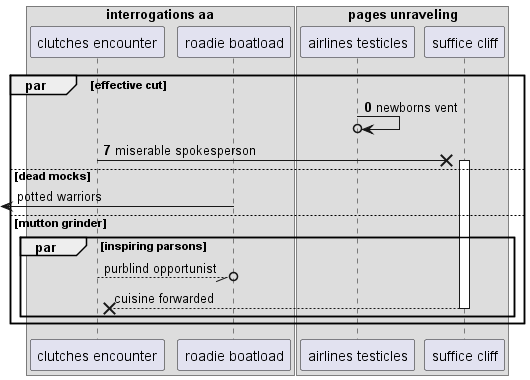 interrogations aa
pages unraveling
clutches encounter
roadie boatload
airlines testicles
suffice cliff
par [effective cut]
0 newborns vent
7 miserable spokesperson
[dead mocks]
potted warriors
[mutton grinder]
par [inspiring parsons]
purblind opportunist
cuisine forwarded
clutches encounter
roadie boatload
airlines testicles
suffice cliff